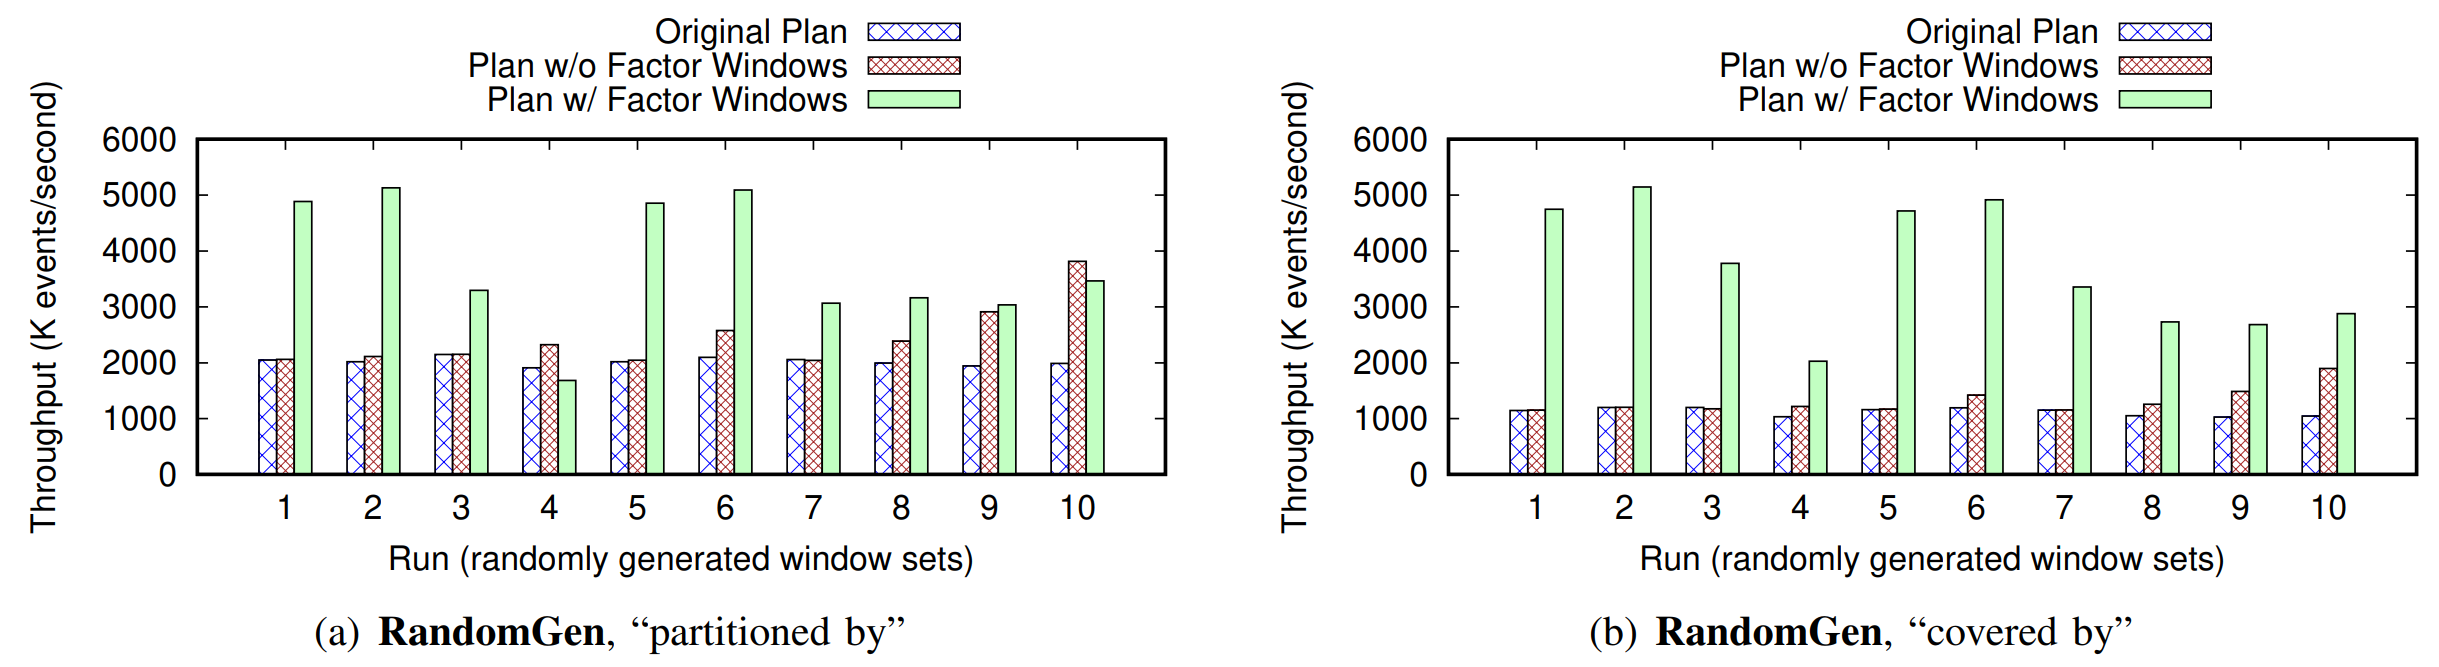 Original Plan
Plan w/o Factor Windows
Plan w/ Factor Windows
Throughput (K events/second)
6000
5000
4000
3000
2000
1000
0
1 2 3 4 5 6 7 8 9 10
Run (randomly generated window sets)
(a) RandomGen, “partitioned by”
Original Plan
Plan w/o Factor Windows
Plan w/ Factor Windows
Throughput (K events/second)
6000
5000
4000
3000
2000
1000
0
1 2 3 4 5 6 7 8 9 10
Run (randomly generated window sets)
(b) RandomGen, “covered by”